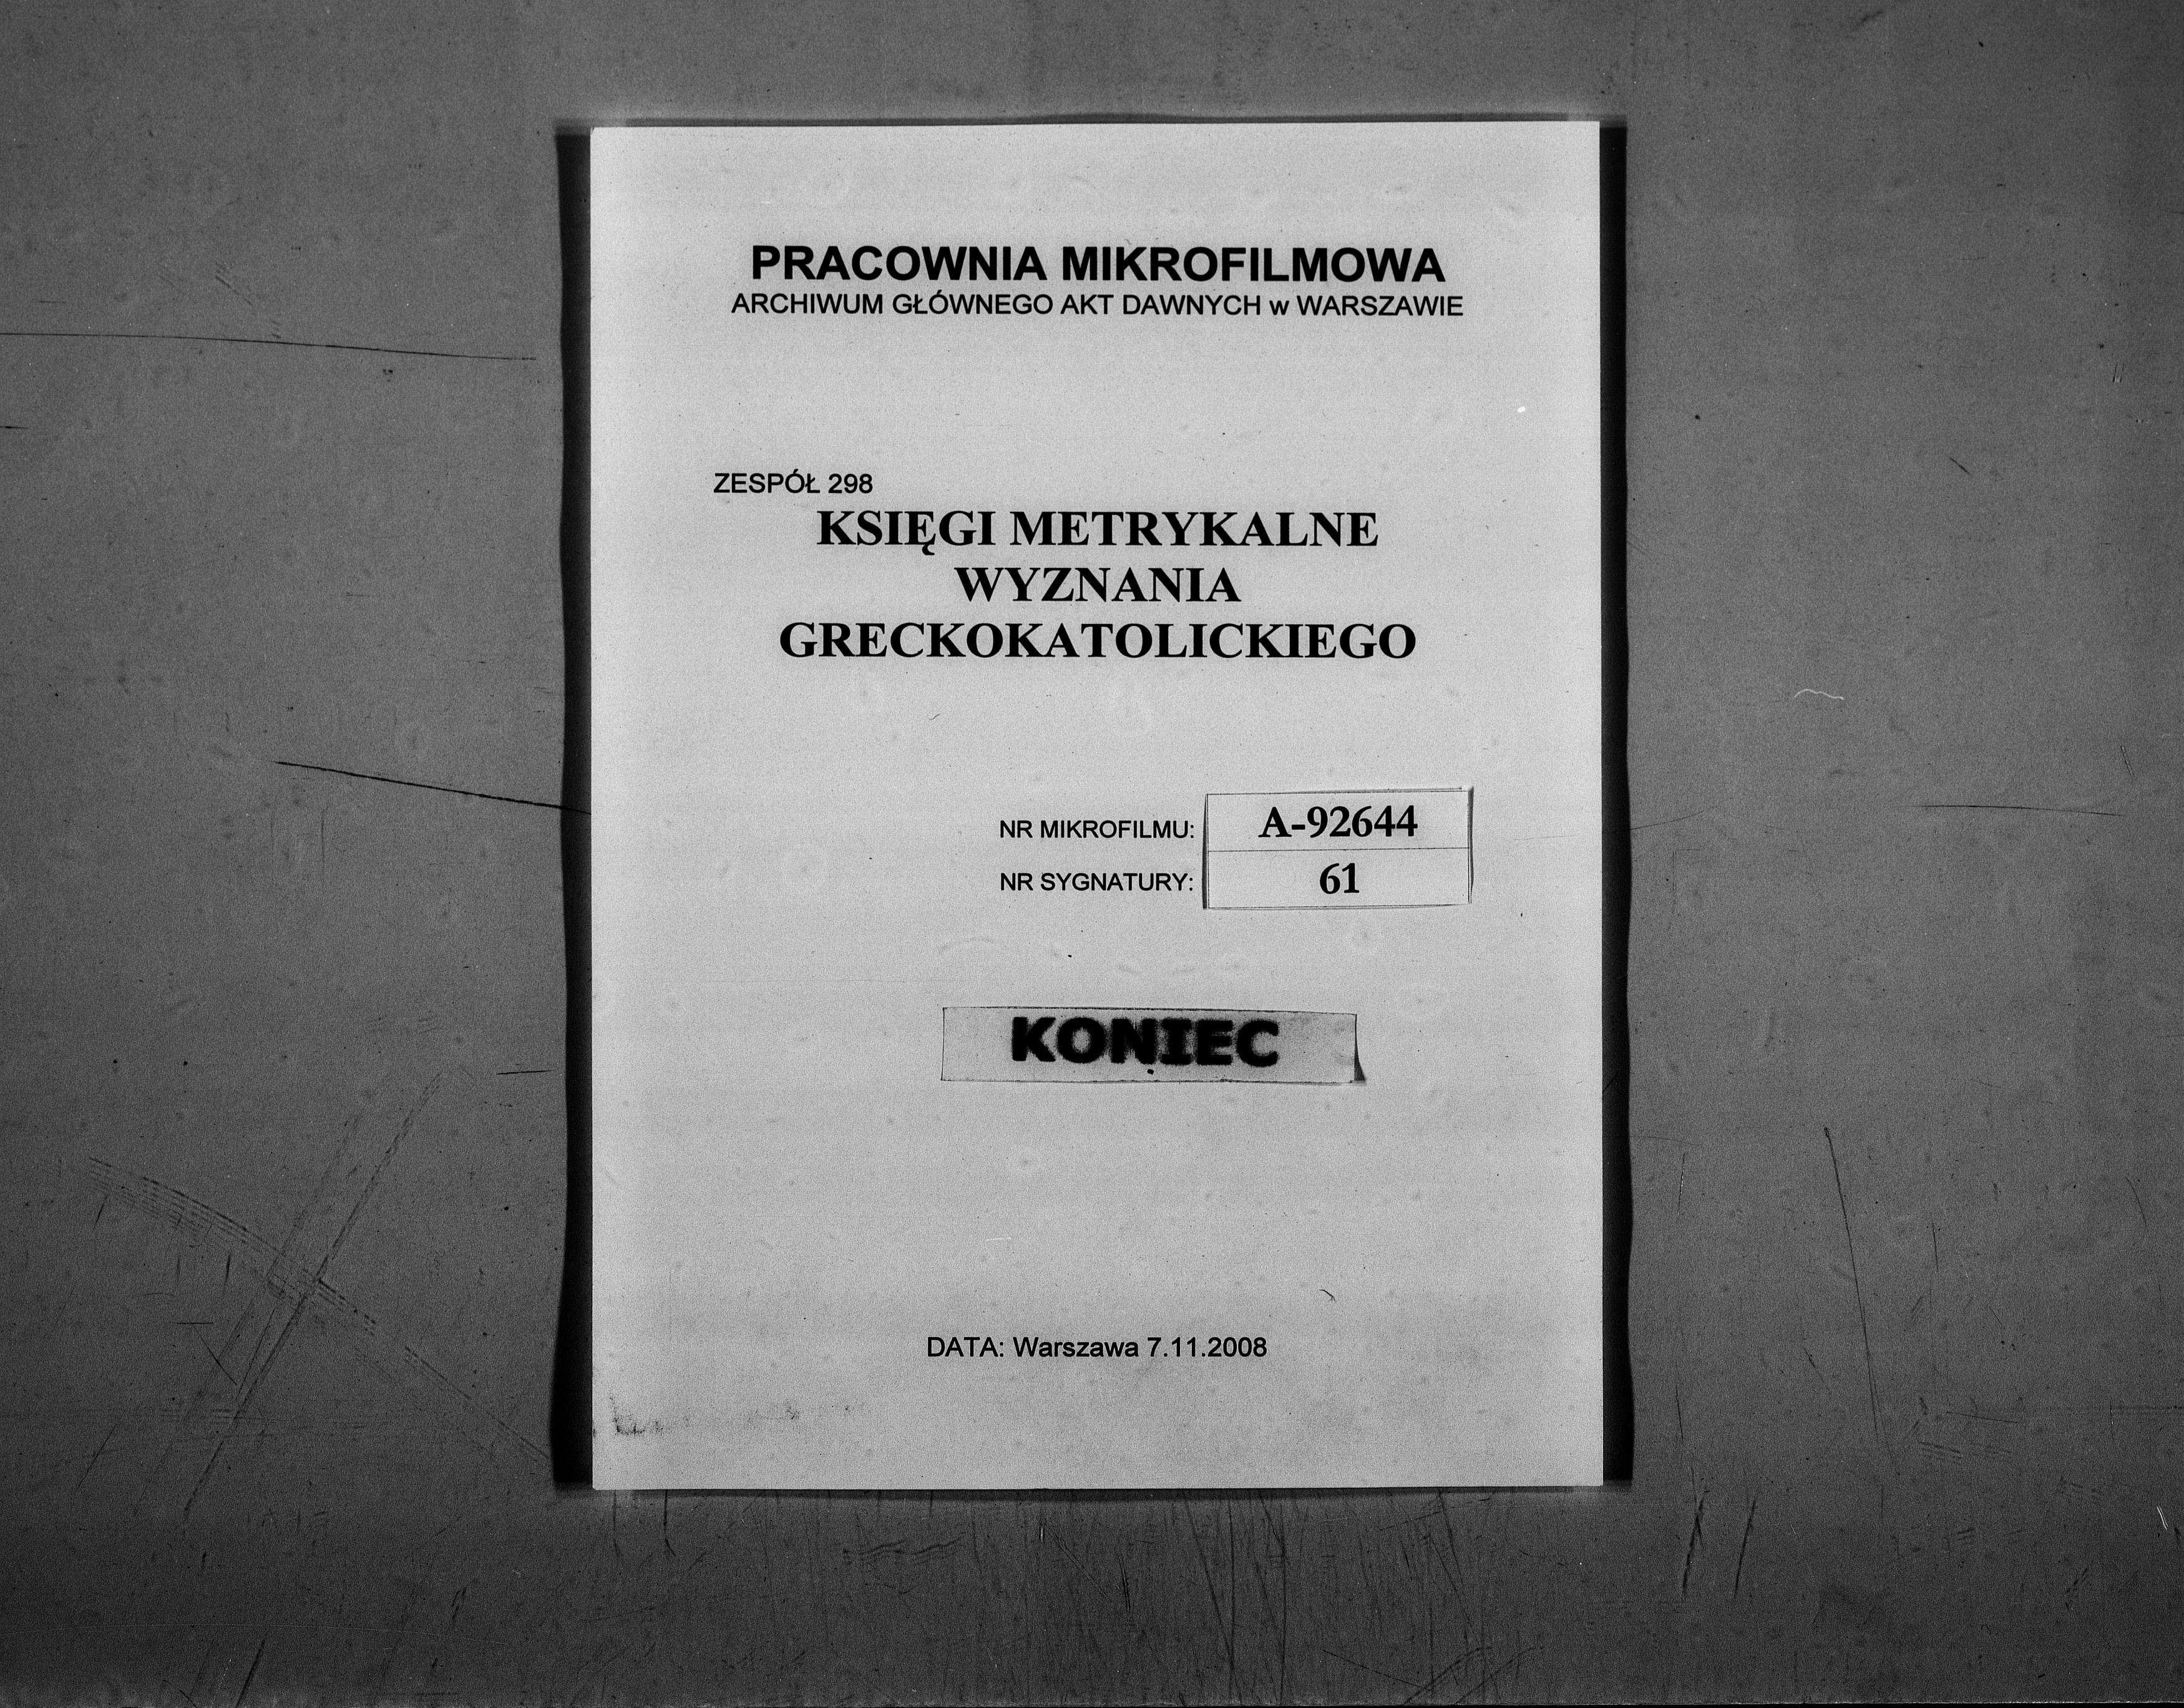 PRACOWNIA MIKROFILMOWA
ARCHIWUM GŁÓWNEGO AKT DAWNYCH w WARSZAWIE
ZESPÓŁ 298
KSIĘGI METRYKALNE
WYZNANIA
GRECKOKATOLICKIEGO
NR MIKROFILMU: A-92644
NR SYGNATURY: 61
KONIEC
DATA: Warszawa 7.11.2008